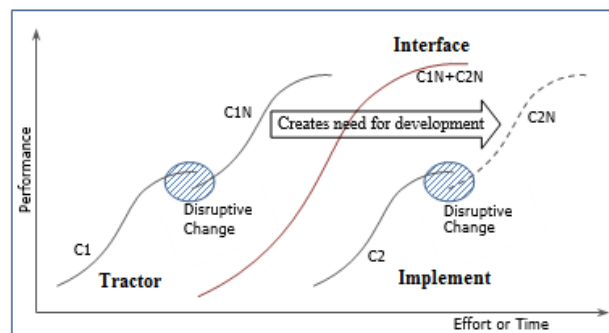 Interface
C1N+C2N
C1N
Creates need for development
C2N
Performance
Disruptive
Change
Disruptive
Change
C1
C2
Tractor
Implement
Effort or Time